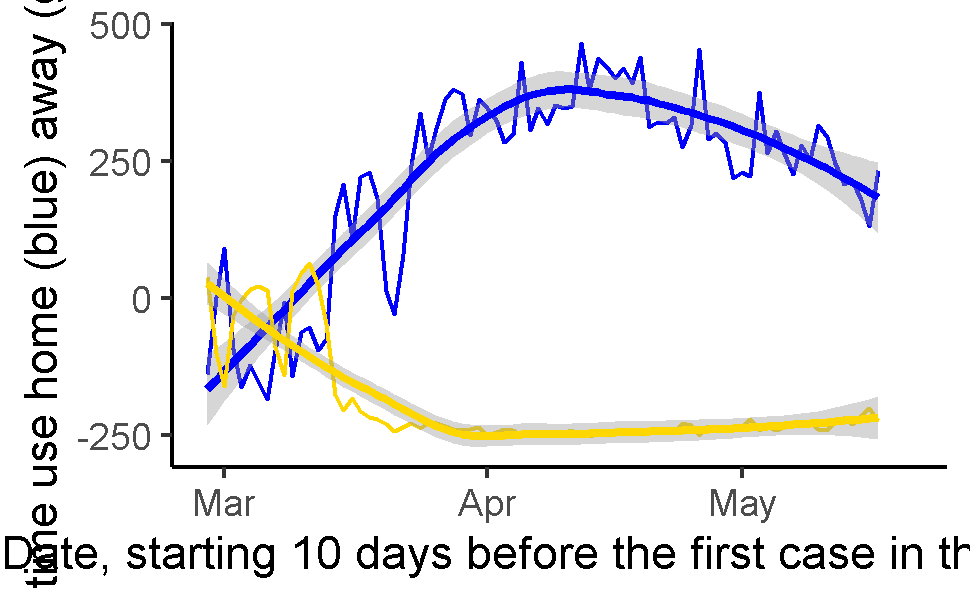 time use home (blue) away (
500
250
0
-250
Mar Apr May
Date, starting 10 days before the first case in th